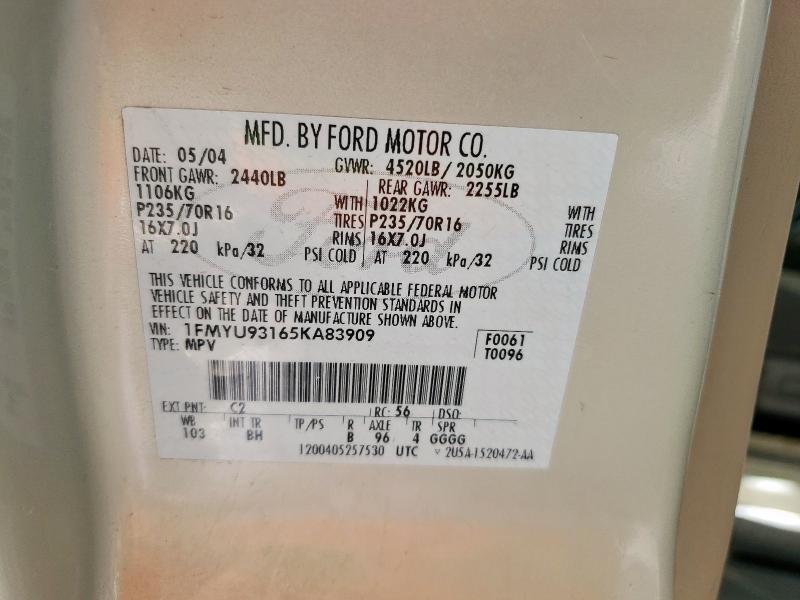 MFD. BY FORD MOTOR CO.
DATE: 05/04 GVWR: 4520LB/ 2050KG
FRONT GAWR: 2440LB REAR GAWR: 2255LB
1106KG WITH 1022KG WITH
P235/70R16 TIRES P235/70R16 TIRES
16X7.0J RIMS 16X7.0J RIMS
AT 220 kPa/32 PSI COLD AT 220 kPa/32 PSI COLD
Ford
THIS VEHICLE CONFORMS TO ALL APPLICABLE FEDERAL MOTOR
VEHICLE SAFETY AND THEFT PREVENTION STANDARDS IN
EFFECT ON THE DATE OF MANUFACTURE SHOWN ABOVE.
VIN: 1FMYU93165KA83909
TYPE: MPV
F0061
T0096
EXT PNT: C2 RC: 56 DSO:
WB INT TR TP/PS R AXLE TR SPR
103 BH B 96 4 GGGG
1200405257530 UTC 2U5A-1520472-AA